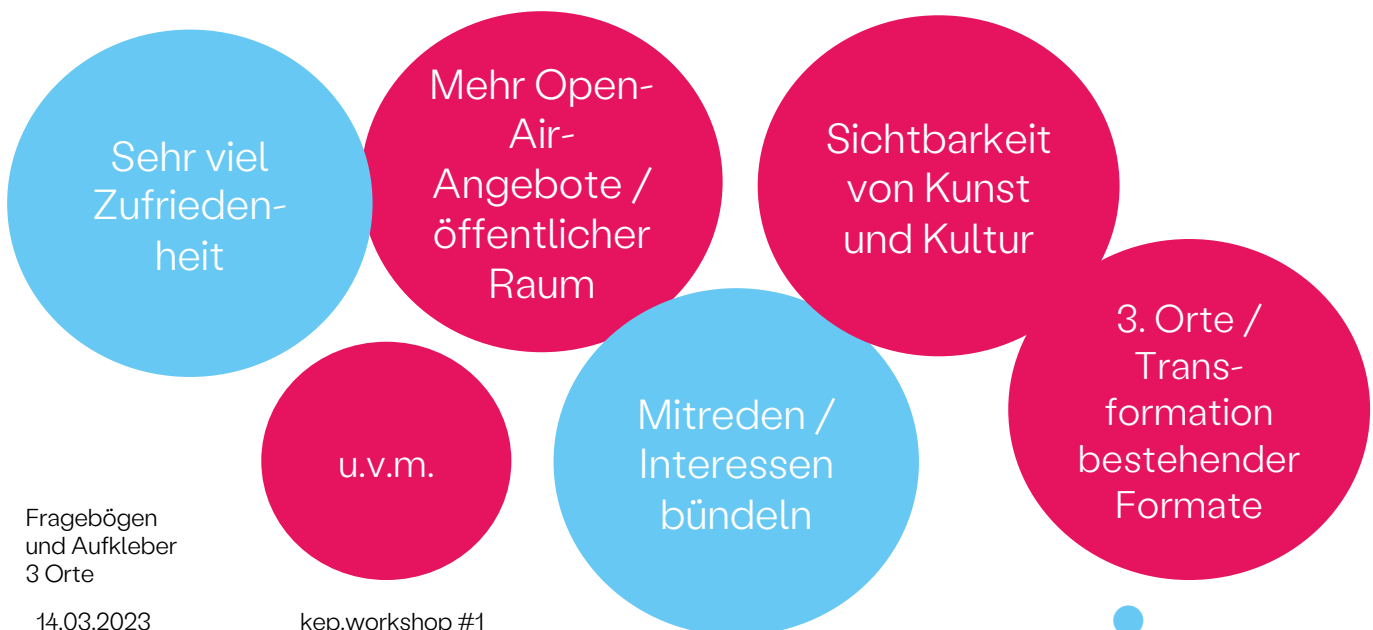 Sehr viel
Zufrieden-
heit
Mehr Open-
Air-
Angebote /
öffentlicher
Raum
Sichtbarkeit
von Kunst
und Kultur
3. Orte /
Trans-
formation
bestehender
Formate
u.v.m.
Mitreden /
Interessen
bündeln
Fragebögen
und Aufkleber
3 Orte
14.03.2023
kep.workshop #1